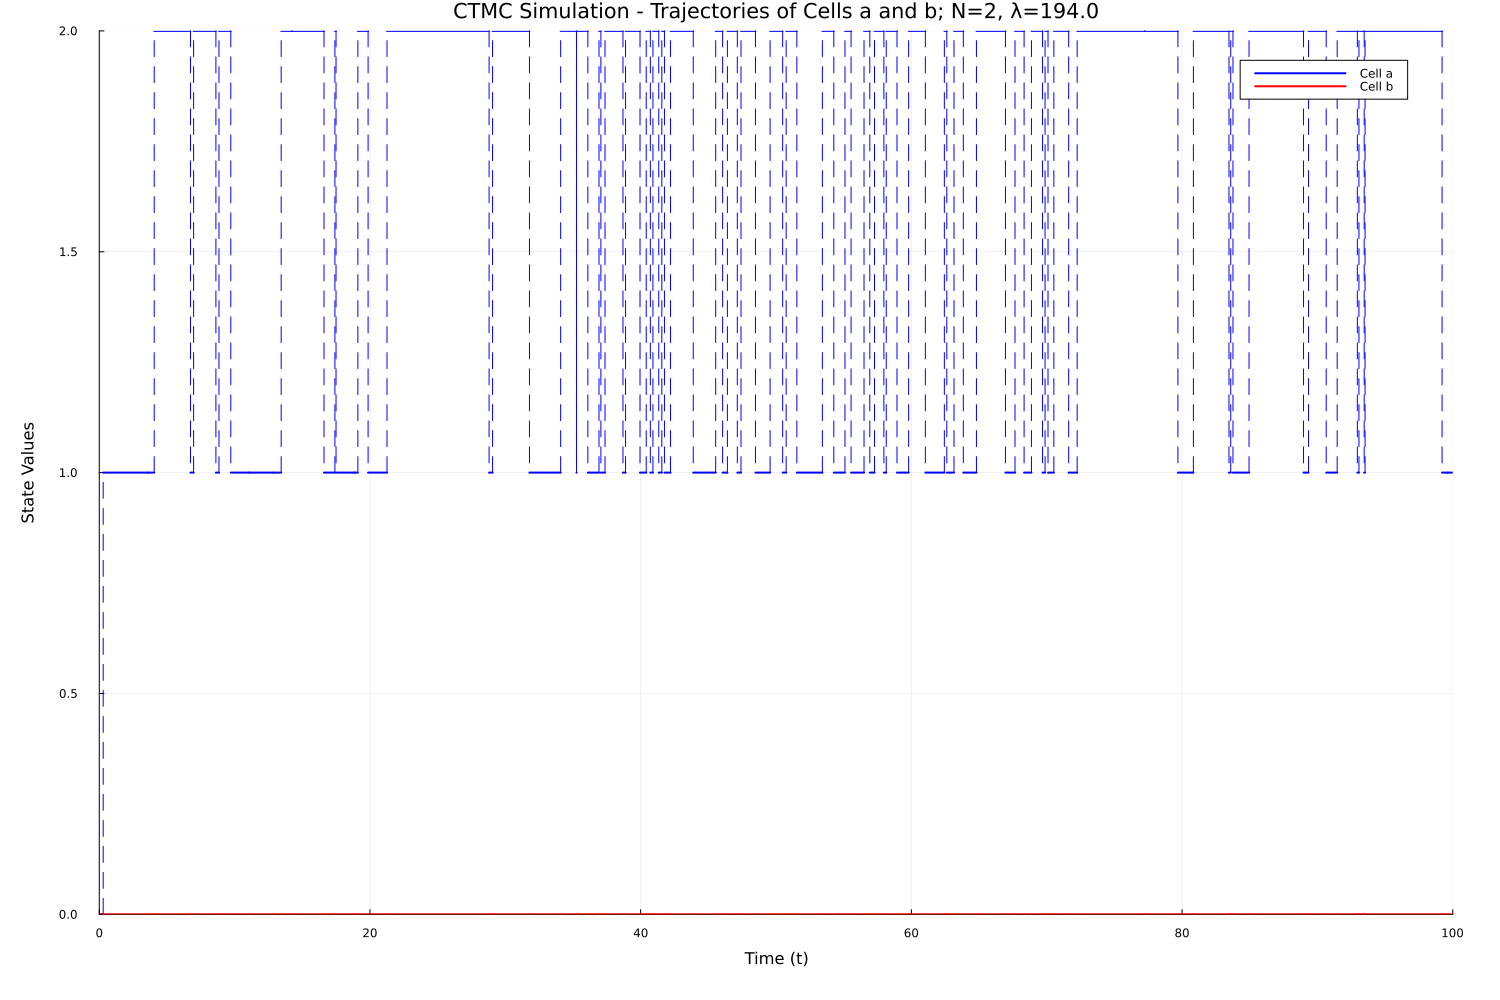 CTMC Simulation - Trajectories of Cells a and b; N=2, λ=194.0
2.0
Cell a
Cell b
1.5
State Values
1.0
0.5
0.0
0 20 40 60 80 100
Time (t)